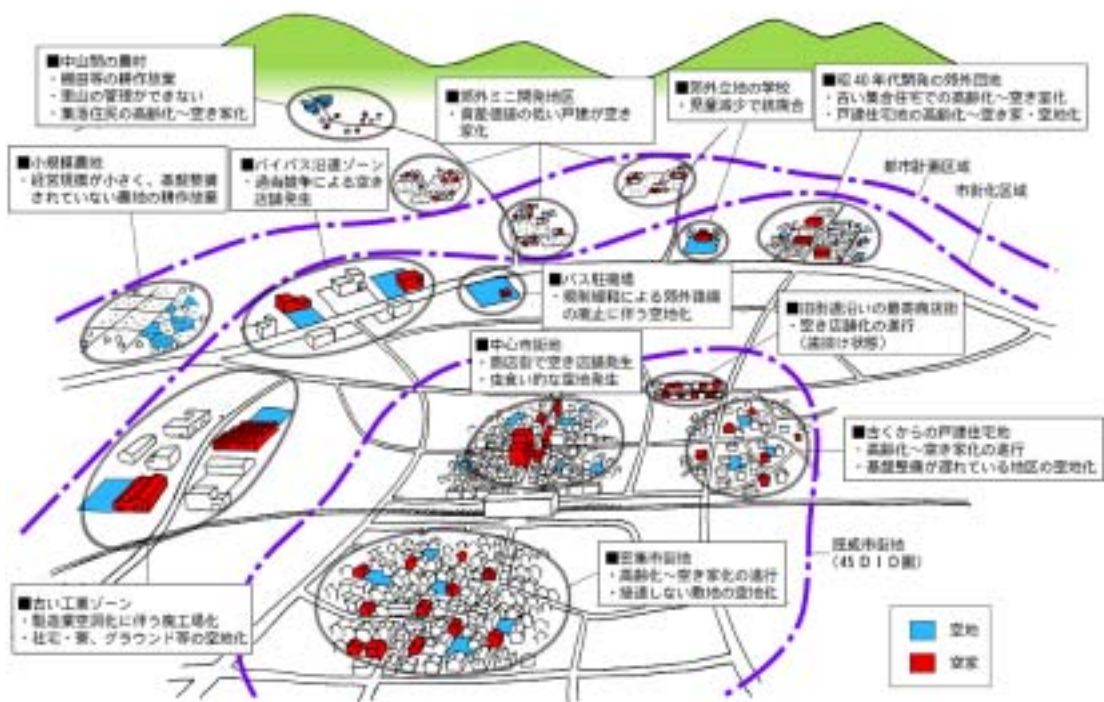 ■中山間の農村
・棚田等の耕作放棄
・里山の管理ができない
・集落住民の高齢化~空き家化
■郊外ミニ開発地区
・資産価値の低い戸建が空き
家化
■郊外立地の学校
・児童減少で統廃合
■昭40年代開発の郊外団地
・古い集合住宅での高齢化~空き室化
・戸建住宅地の高齢化~空き家・空地化
■小規模農地
・経営規模が小さく、基盤整備
されていない農地の耕作放棄
■バイパス沿道ゾーン
・過当競争による空き
店舗発生
都市計画区域
市街化区域
■バス駐機場
・規制緩和による郊外路線
の廃止に伴う空地化
■旧街道沿いの最寄商店街
・空き店舗化の進行
(歯抜け状態)
■中心市街地
・商店街で空き店舗発生
・虫食い的な空地発生
■古くからの戸建住宅地
・高齢化~空き家化の進行
・基盤整備が遅れている地区の空地化
既成市街地
(45DID圏)
■密集市街地
・高齢化~空き家化の進行
・接道しない敷地の空地化
■古い工業ゾーン
・製造業空洞化に伴う廃工場化
・社宅・寮、グラウンド等の空地化
空地
空家